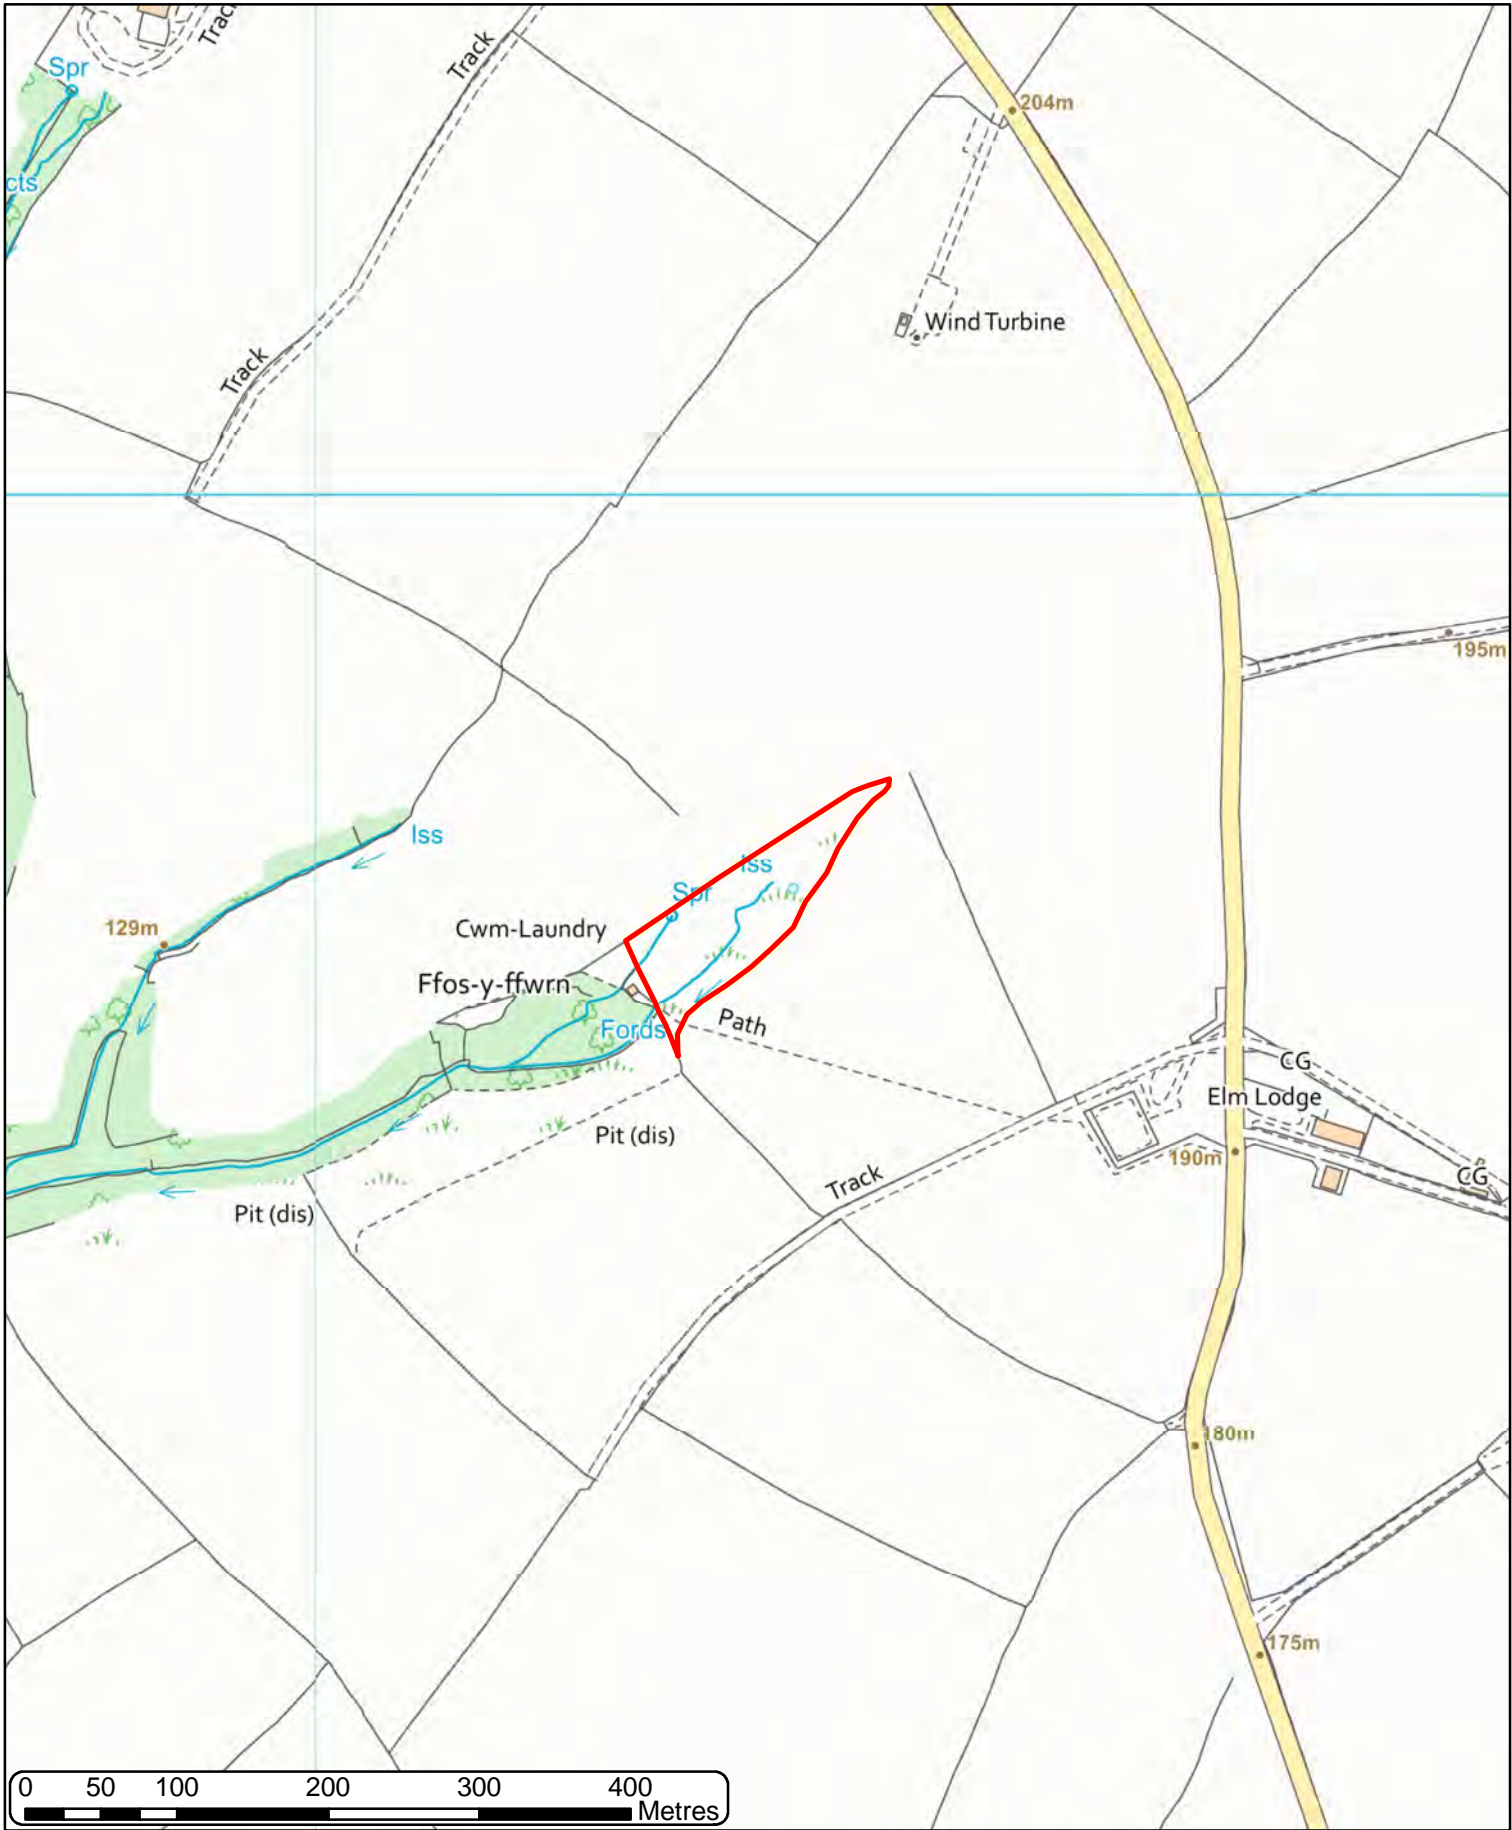 Track
Track
Spr
204m
cts
Wind Turbine
Track
195m
Iss
Iss
Spr
129m
Cwm-Laundry
Ffos-y-ffwrn
Fords
Path
CG
Elm Lodge
Pit (dis)
190m
CG
Track
Pit (dis)
180m
175m
0 50 100 200 300 400
Metres